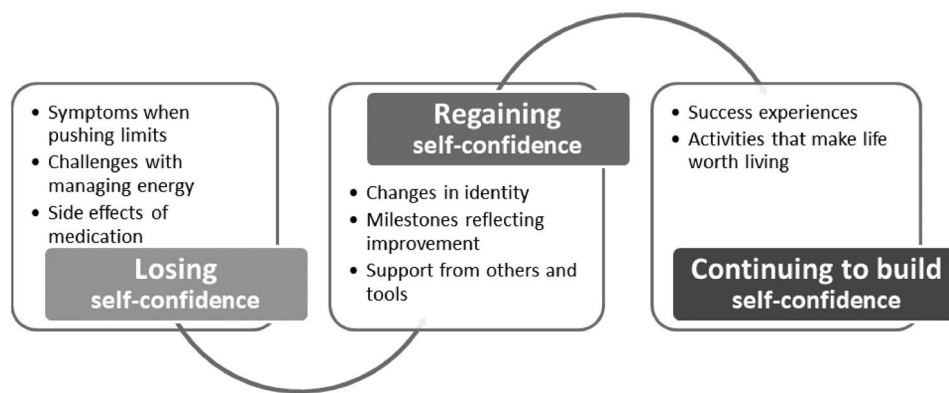 • Symptoms when
pushing limits
• Challenges with
managing energy
• Side effects of
medication
Losing
self-confidence
Regaining
self-confidence
• Changes in identity
• Milestones reflecting
improvement
• Support from others and
tools
• Success experiences
• Activities that make life
worth living
Continuing to build
self-confidence